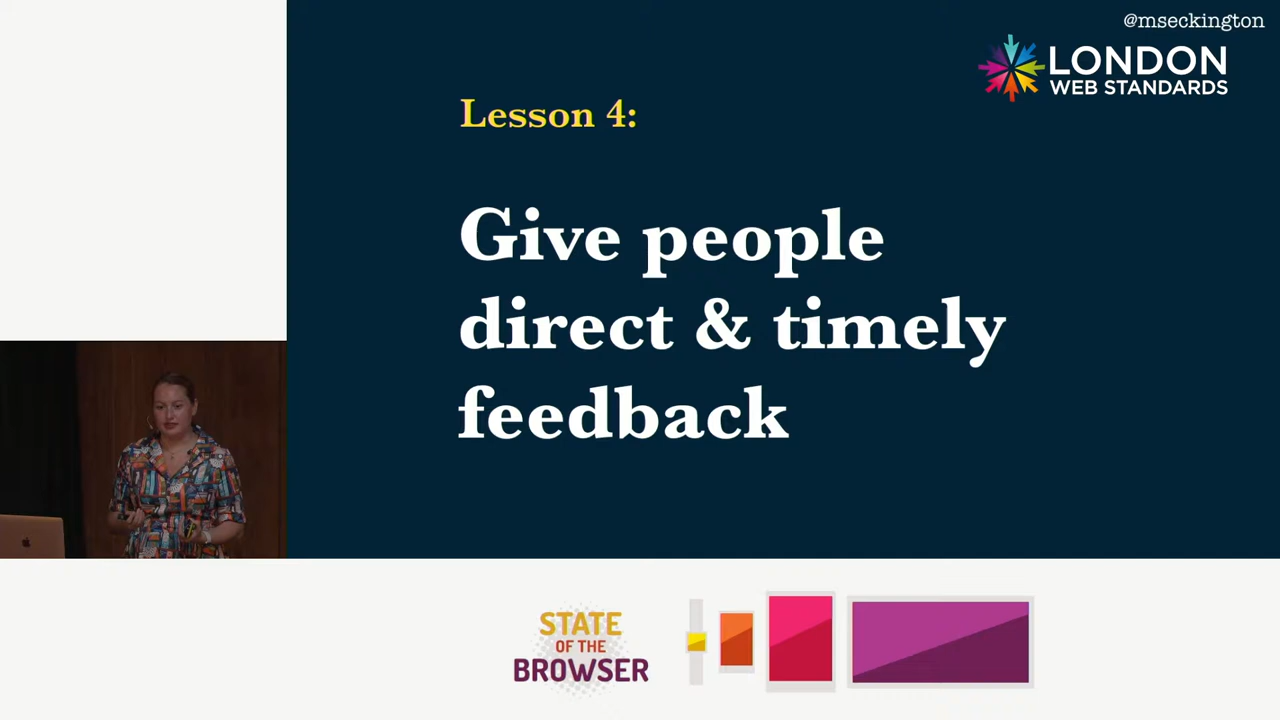 @mseckington
LONDON
WEB STANDARDS
Lesson 4:
Give people
direct & timely
feedback
STATE
OF THE
BROWSER